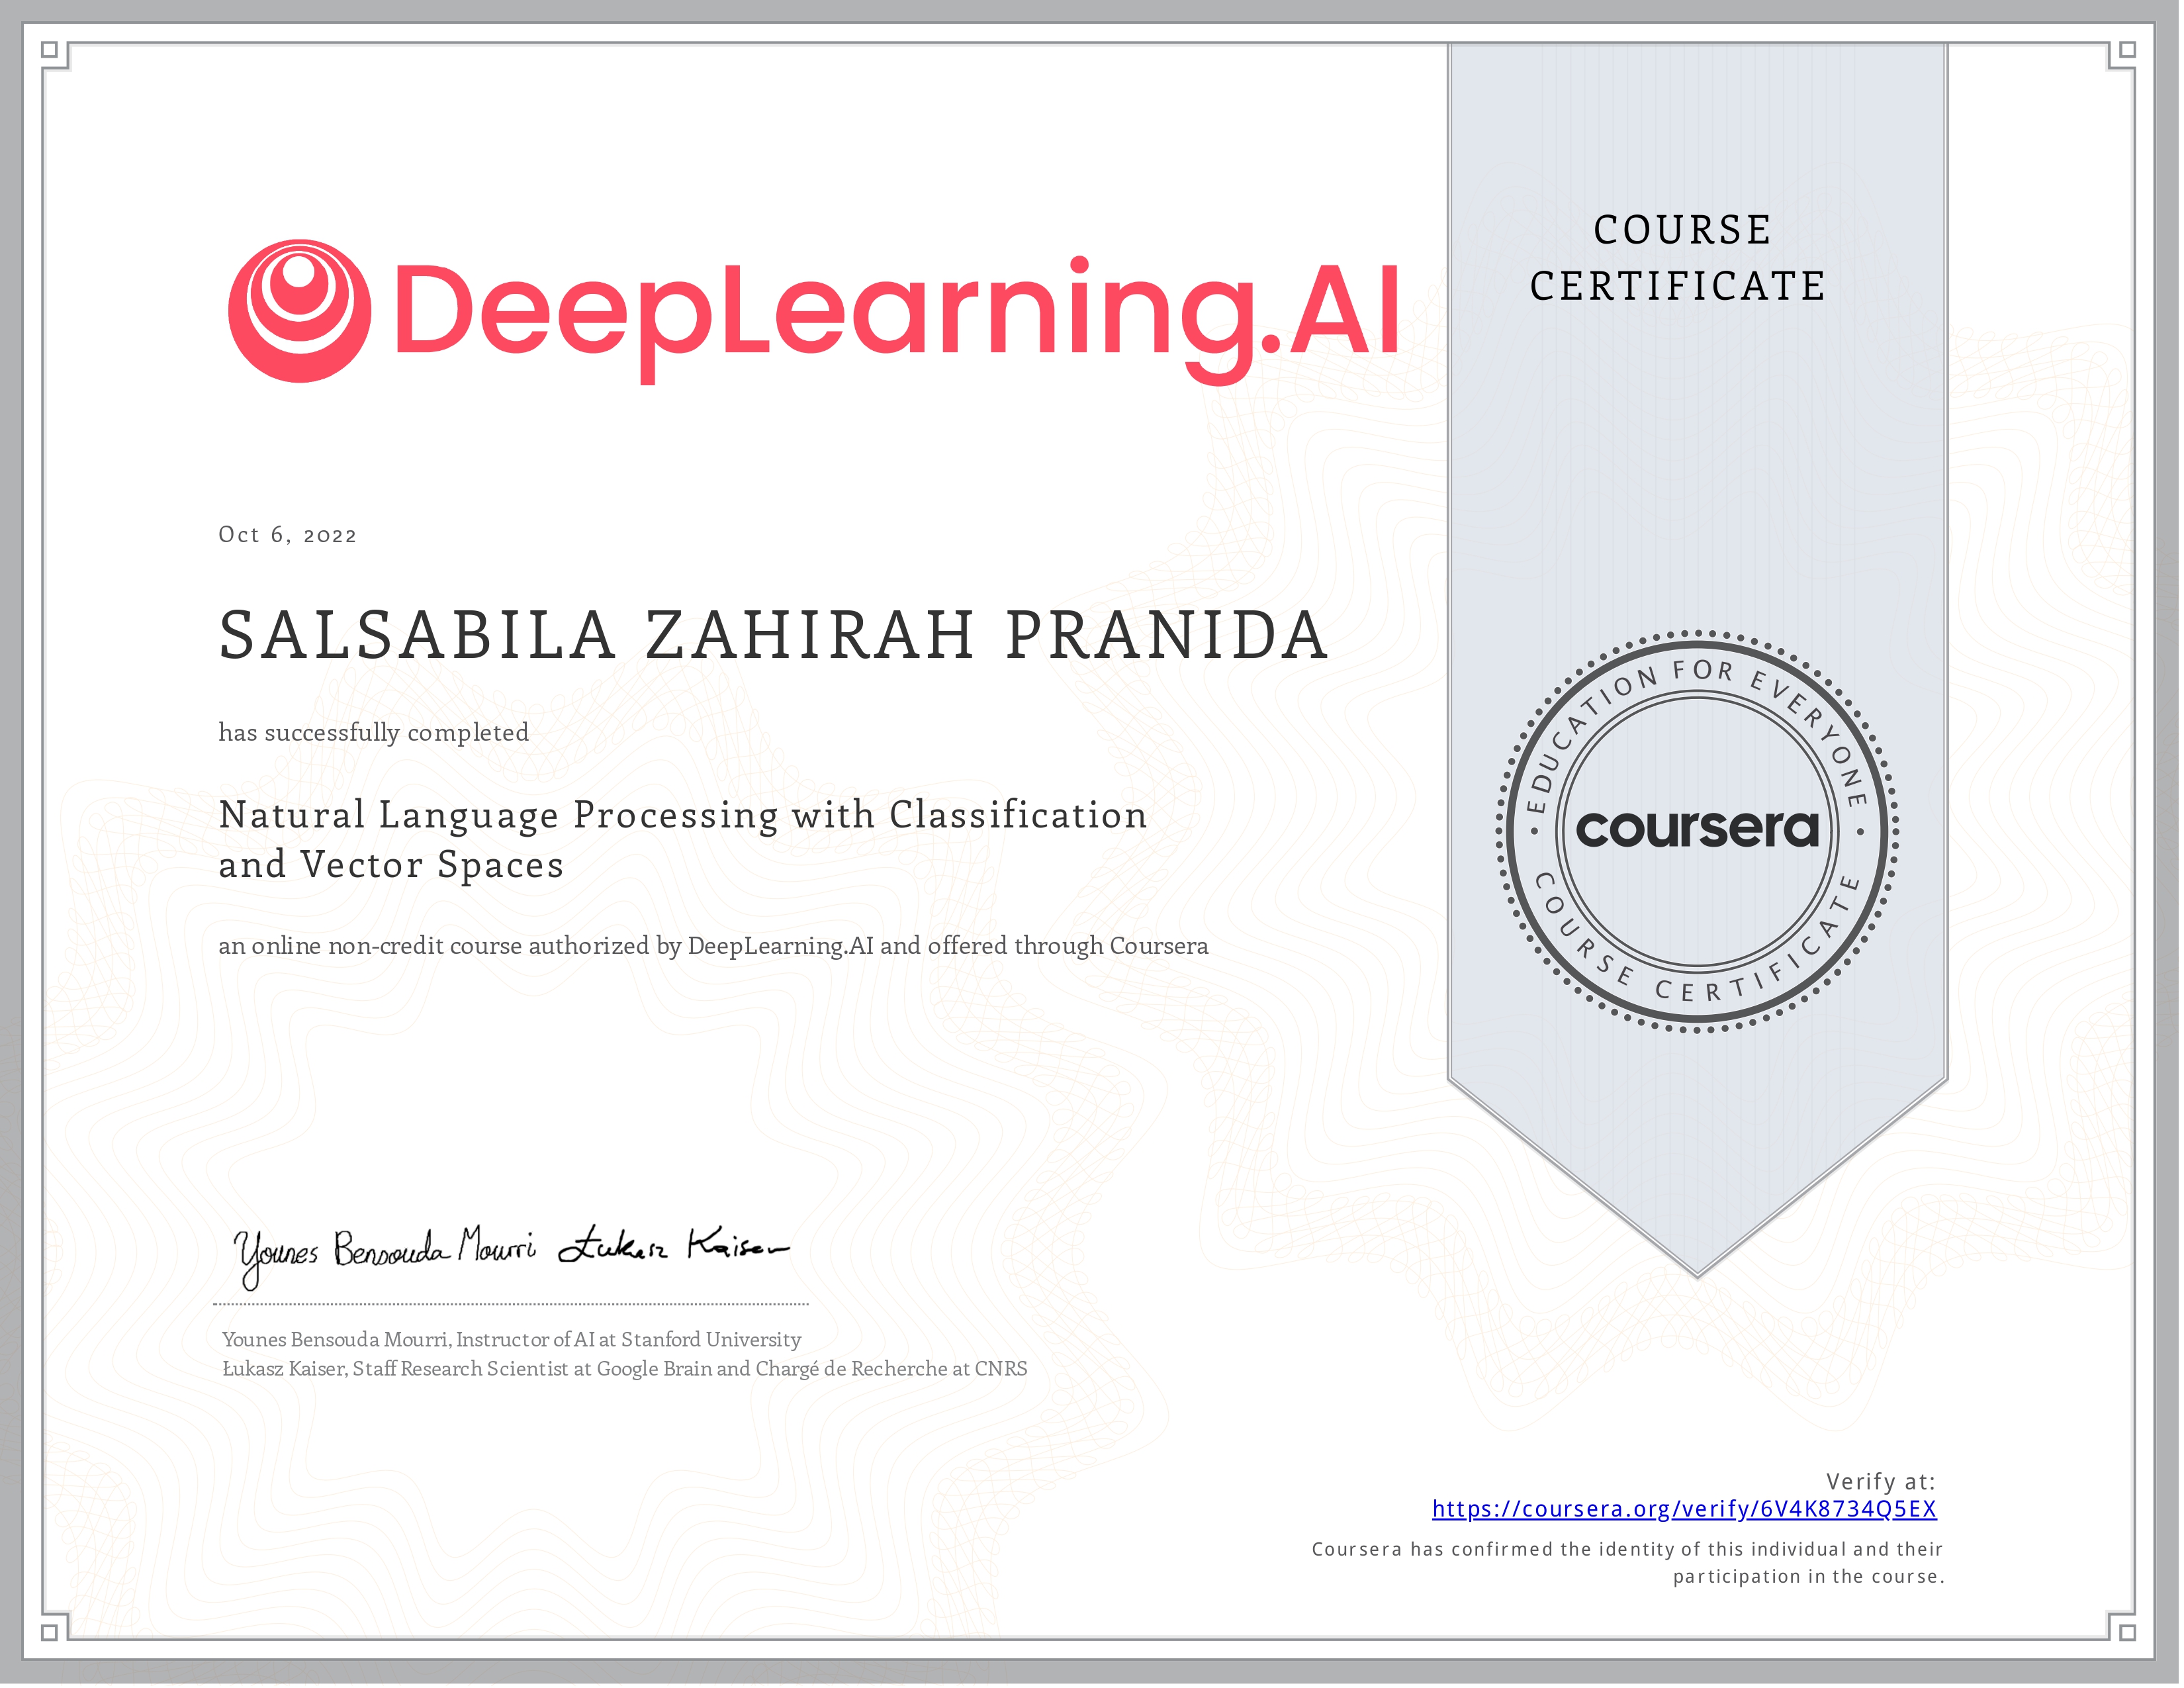 DeepLearning.AI
COURSE
CERTIFICATE
Oct 6, 2022
SALSABILA ZAHIRAH PRANIDA
has successfully completed
Natural Language Processing with Classification
and Vector Spaces
an online non-credit course authorized by DeepLearning.AI and offered through Coursera
EDUCATION FOR EVERYONE
coursera
COURSE CERTIFICATE
Younes Bensouda Mourri Łukasz Kaiser
Younes Bensouda Mourri, Instructor of AI at Stanford University
Łukasz Kaiser, Staff Research Scientist at Google Brain and Chargé de Recherche at CNRS
Verify at:
https://coursera.org/verify/6V4K8734Q5EX
Coursera has confirmed the identity of this individual and their
participation in the course.